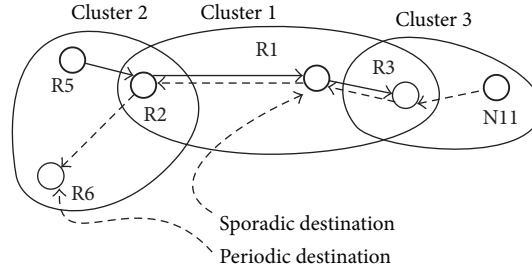 Cluster 2
Cluster 1
Cluster 3
R1
R3
R5
R2
N11
R6
Sporadic destination
Periodic destination